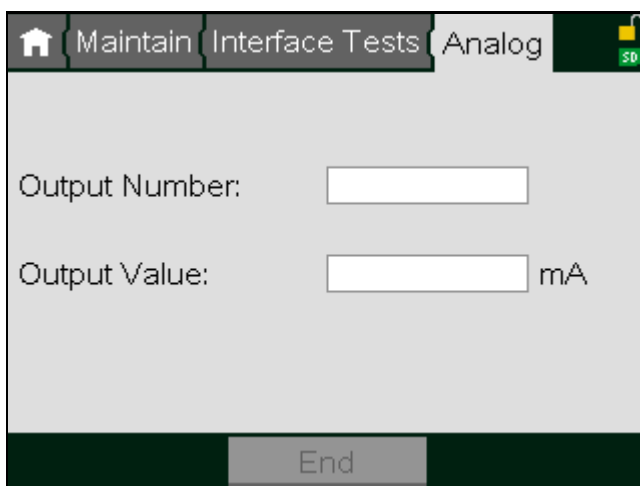 Maintain Interface Tests Analog
SD
Output Number:
Output Value: mA
End